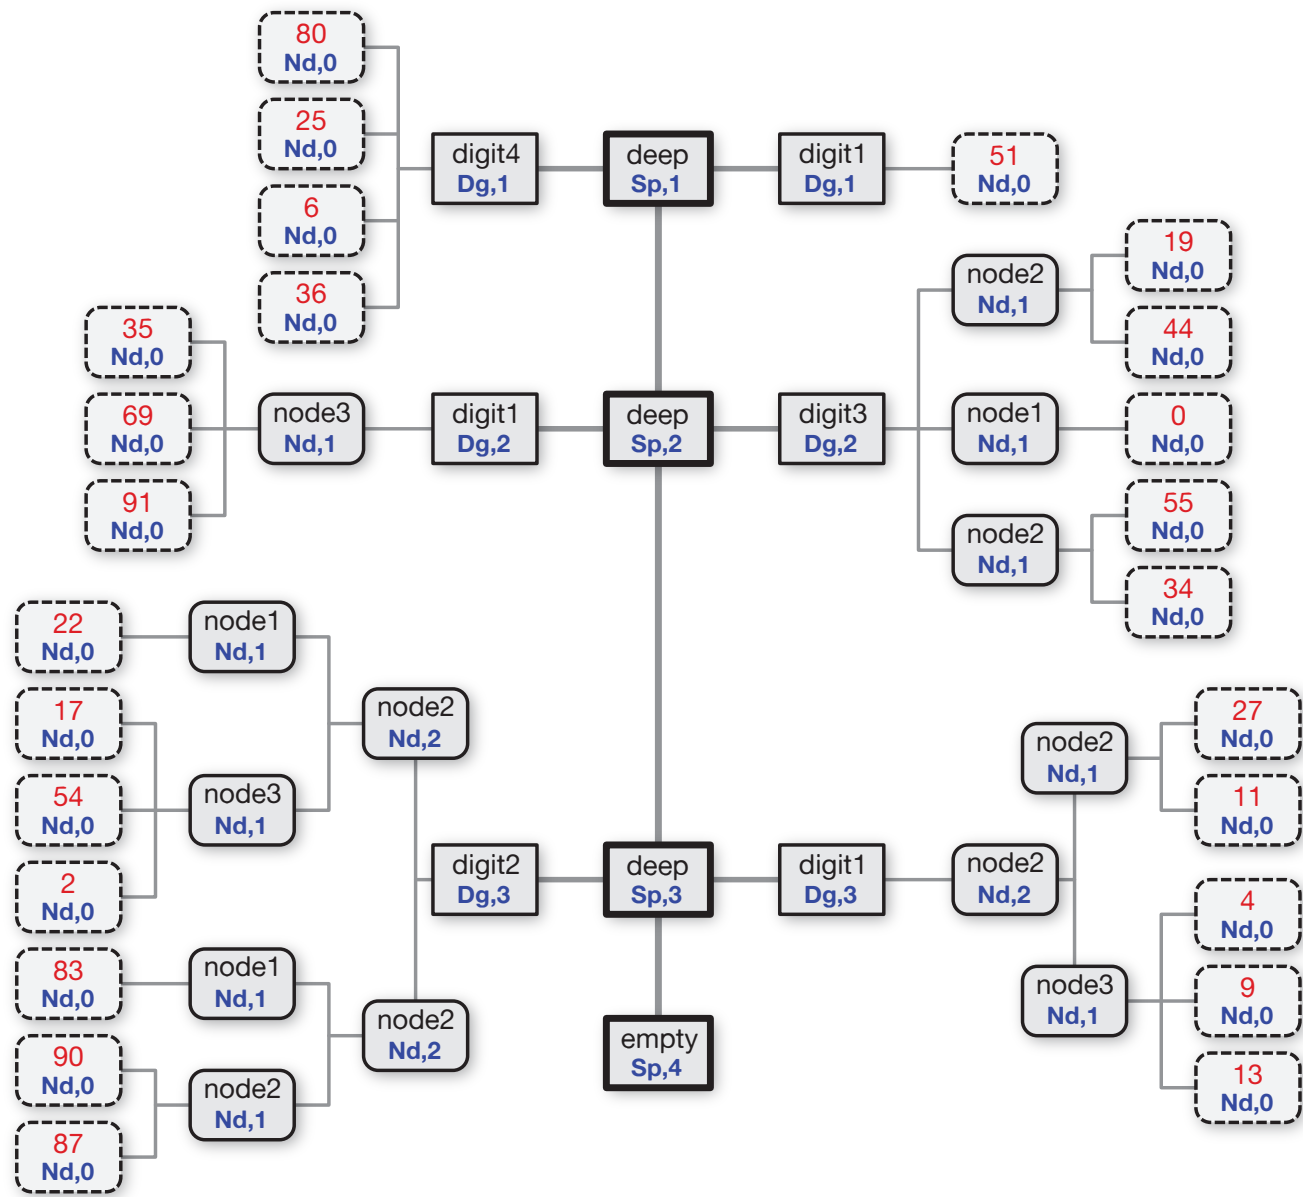 80
Nd,0
25
Nd,0
6
Nd,0
36
Nd,0
digit4
Dg,1
deep
Sp,1
digit1
Dg,1
51
Nd,0
35
Nd,0
69
Nd,0
91
Nd,0
node3
Nd,1
digit1
Dg,2
deep
Sp,2
digit3
Dg,2
node2
Nd,1
19
Nd,0
44
Nd,0
node1
Nd,1
0
Nd,0
node2
Nd,1
55
Nd,0
34
Nd,0
22
Nd,0
node1
Nd,1
17
Nd,0
54
Nd,0
2
Nd,0
node3
Nd,1
node2
Nd,2
83
Nd,0
node1
Nd,1
90
Nd,0
87
Nd,0
node2
Nd,1
node2
Nd,2
digit2
Dg,3
deep
Sp,3
digit1
Dg,3
node2
Nd,2
node2
Nd,1
27
Nd,0
11
Nd,0
node3
Nd,1
4
Nd,0
9
Nd,0
13
Nd,0
empty
Sp,4